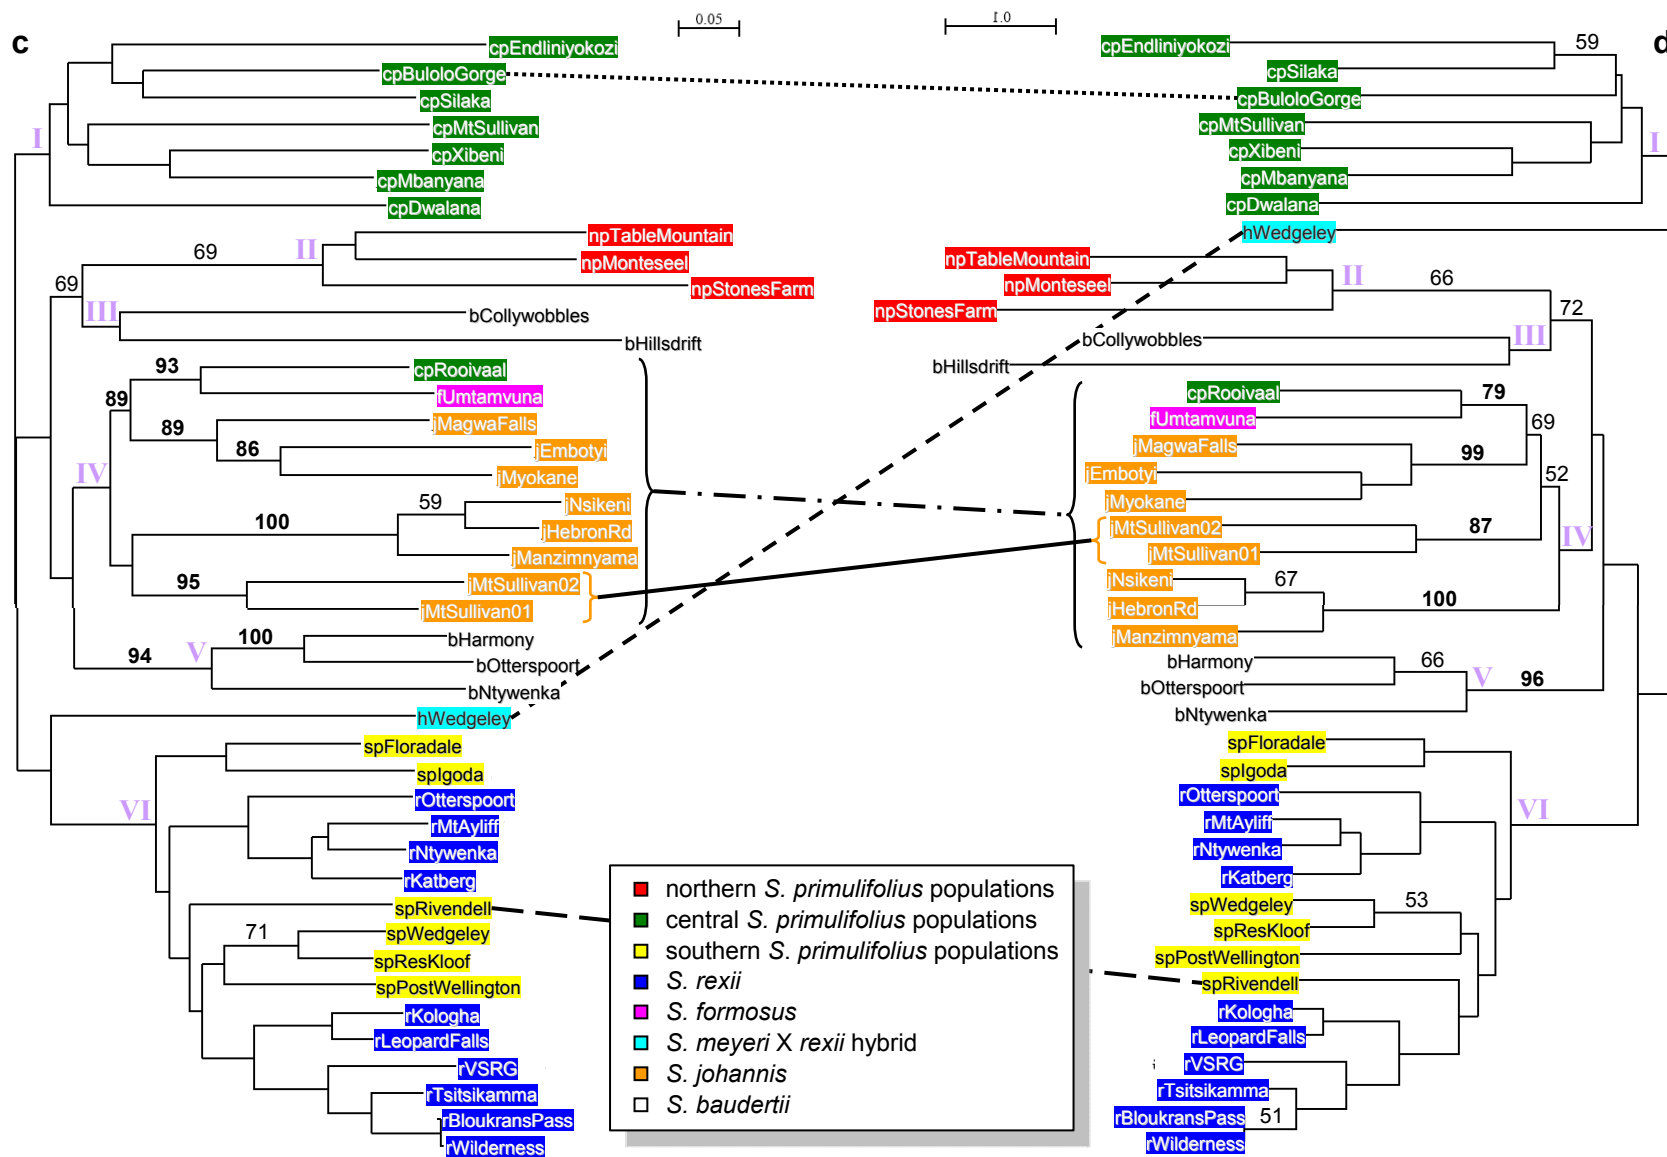 c
0.05
1.0
d
cpEndliniyokozi
cpBuloloGorge
cpSilaka
cpMtSullivan
cpXibeni
cpMbanyana
cpDwalana
I
npTableMountain
npMonteseel
npStonesFarm
69
II
69
III
bCollywobbles
bHillsdrift
93
cpRooivaal
fUmtamvuna
89
jMagwaFalls
89
jEmbotyi
86
jMyokane
IV
jNsikeni
59
jHebronRd
100
jManzimnyama
jMtSullivan02
95
jMtSullivan01
bHarmony
100
bOtterspoort
94
V
bNtywenka
hWedgeley
spFloradale
spIgoda
VI
rOtterspoort
rMtAyliff
rNtywenka
rKatberg
spRivendell
71
spWedgeley
spResKloof
spPostWellington
rKologha
rLeopardFalls
rVSRG
rTsitsikamma
rBloukransPass
rWilderness
cpEndliniyokozi
59
cpSilaka
cpBuloloGorge
cpMtSullivan
cpXibeni
I
cpMbanyana
cpDwalana
hWedgeley
npTableMountain
npMonteseel
II
66
npStonesFarm
72
bCollywobbles
III
bHillsdrift
cpRooivaal
79
fUmtamvuna
69
jMagwaFalls
99
jEmbotyi
52
jMyokane
jMtSullivan02
87
IV
jMtSullivan01
jNsikeni
67
jHebronRd
100
jManzimnyama
bHarmony
66
V
96
bOtterspoort
bNtywenka
spFloradale
spIgoda
rOtterspoort
VI
rMtAyliff
rNtywenka
rKatberg
spWedgeley
53
spResKloof
spPostWellington
spRivendell
rKologha
rLeopardFalls
rVSRG
rTsitsikamma
rBloukransPass
51
rWilderness
northern S. primulifolius populations
central S. primulifolius populations
southern S. primulifolius populations
S. rexii
S. formosus
S. meyeri X rexii hybrid
S. johannis
S. baudertii